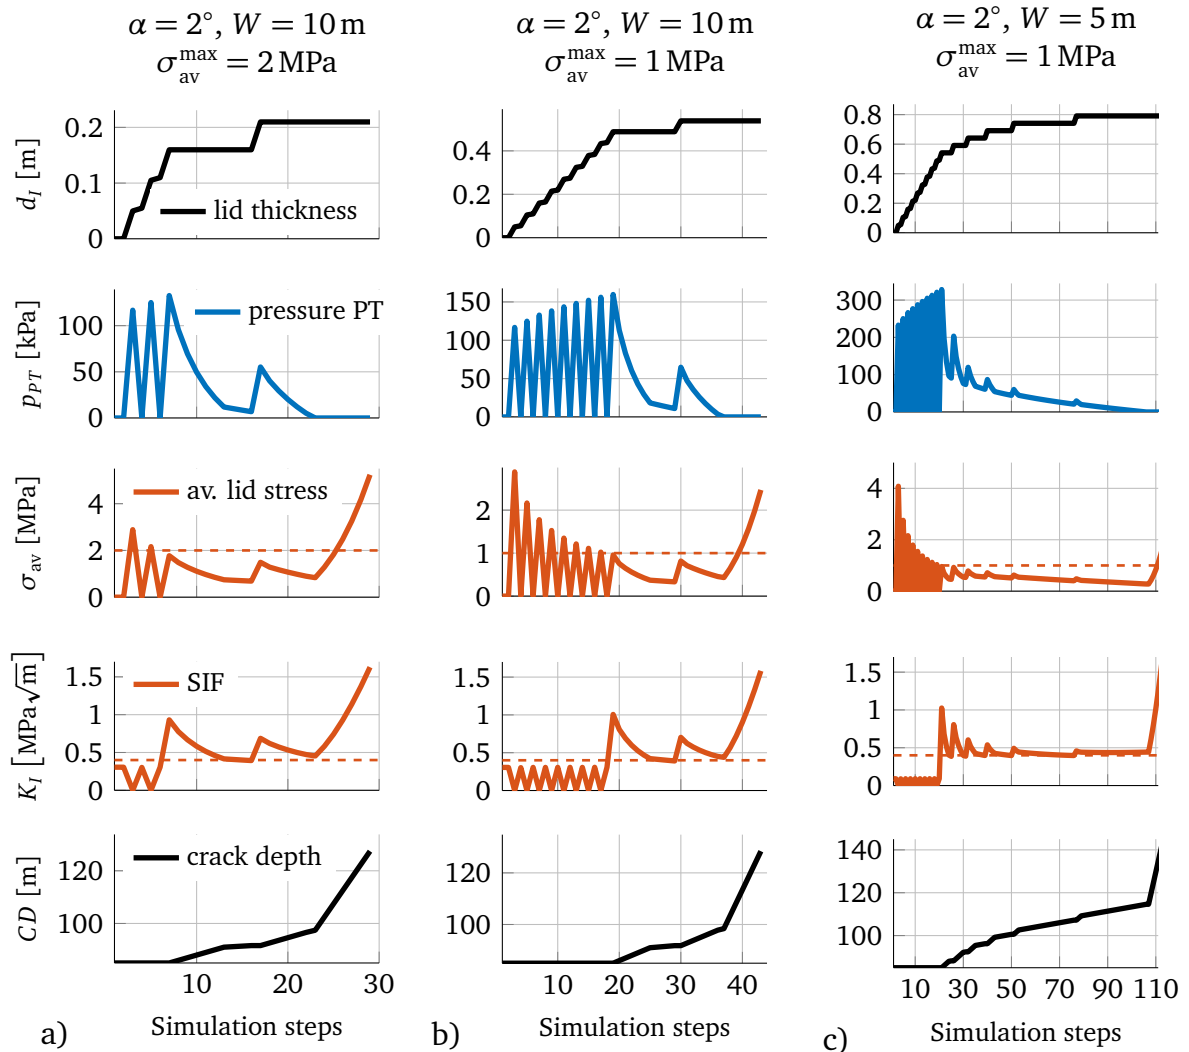 α = 2°, W = 10 m
σ_av^max = 2 MPa
α = 2°, W = 10 m
σ_av^max = 1 MPa
α = 2°, W = 5 m
σ_av^max = 1 MPa
d_I [m]
0.2
0.1
0
lid thickness
0.4
0.2
0
0.8
0.6
0.4
0.2
0
p_PT [kPa]
100
50
0
pressure PT
150
100
50
0
300
200
100
0
σ_av [MPa]
4
2
0
av. lid stress
2
1
0
4
2
0
K_I [MPa√m]
1.5
1
0.5
0
SIF
1.5
1
0.5
0
1.5
1
0.5
0
CD [m]
120
100
crack depth
120
100
140
120
100
10 20 30
10 20 30 40
10 30 50 70 90 110
Simulation steps
Simulation steps
Simulation steps
a)
b)
c)